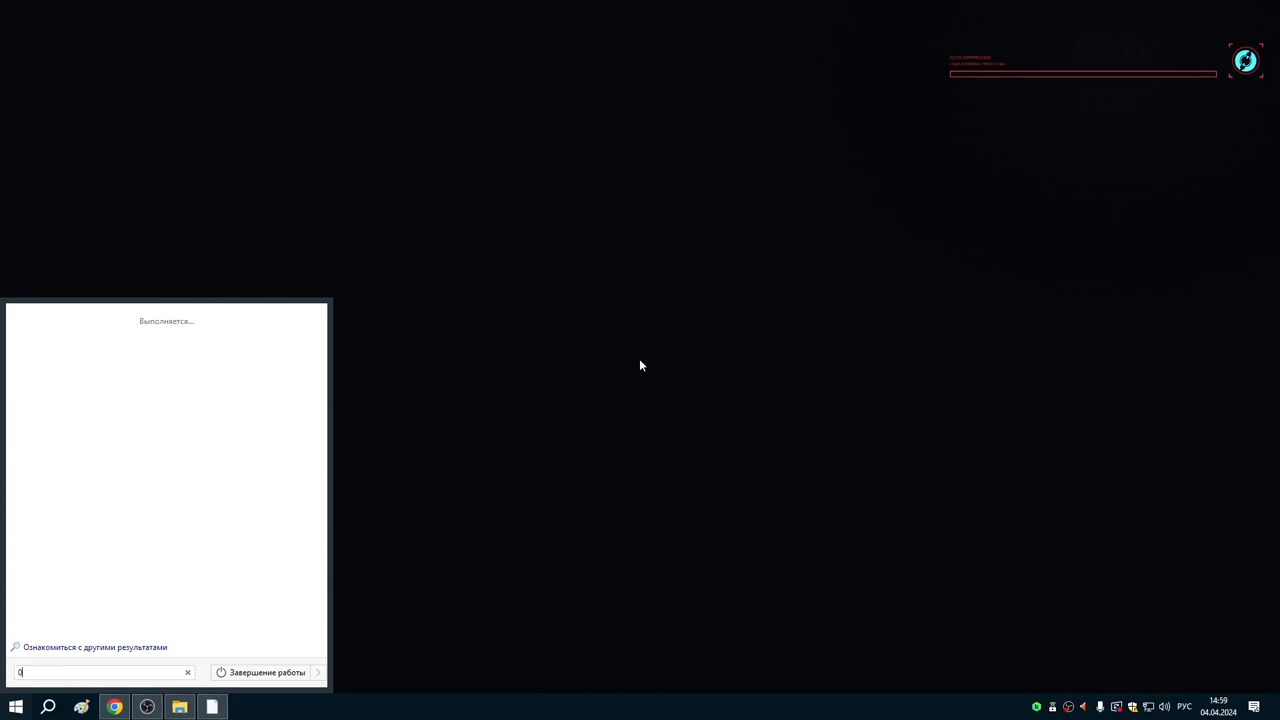 Выполняется...
Ознакомиться с другими результатами
0
Завершение работы
РУС
14:59
04.04.2024